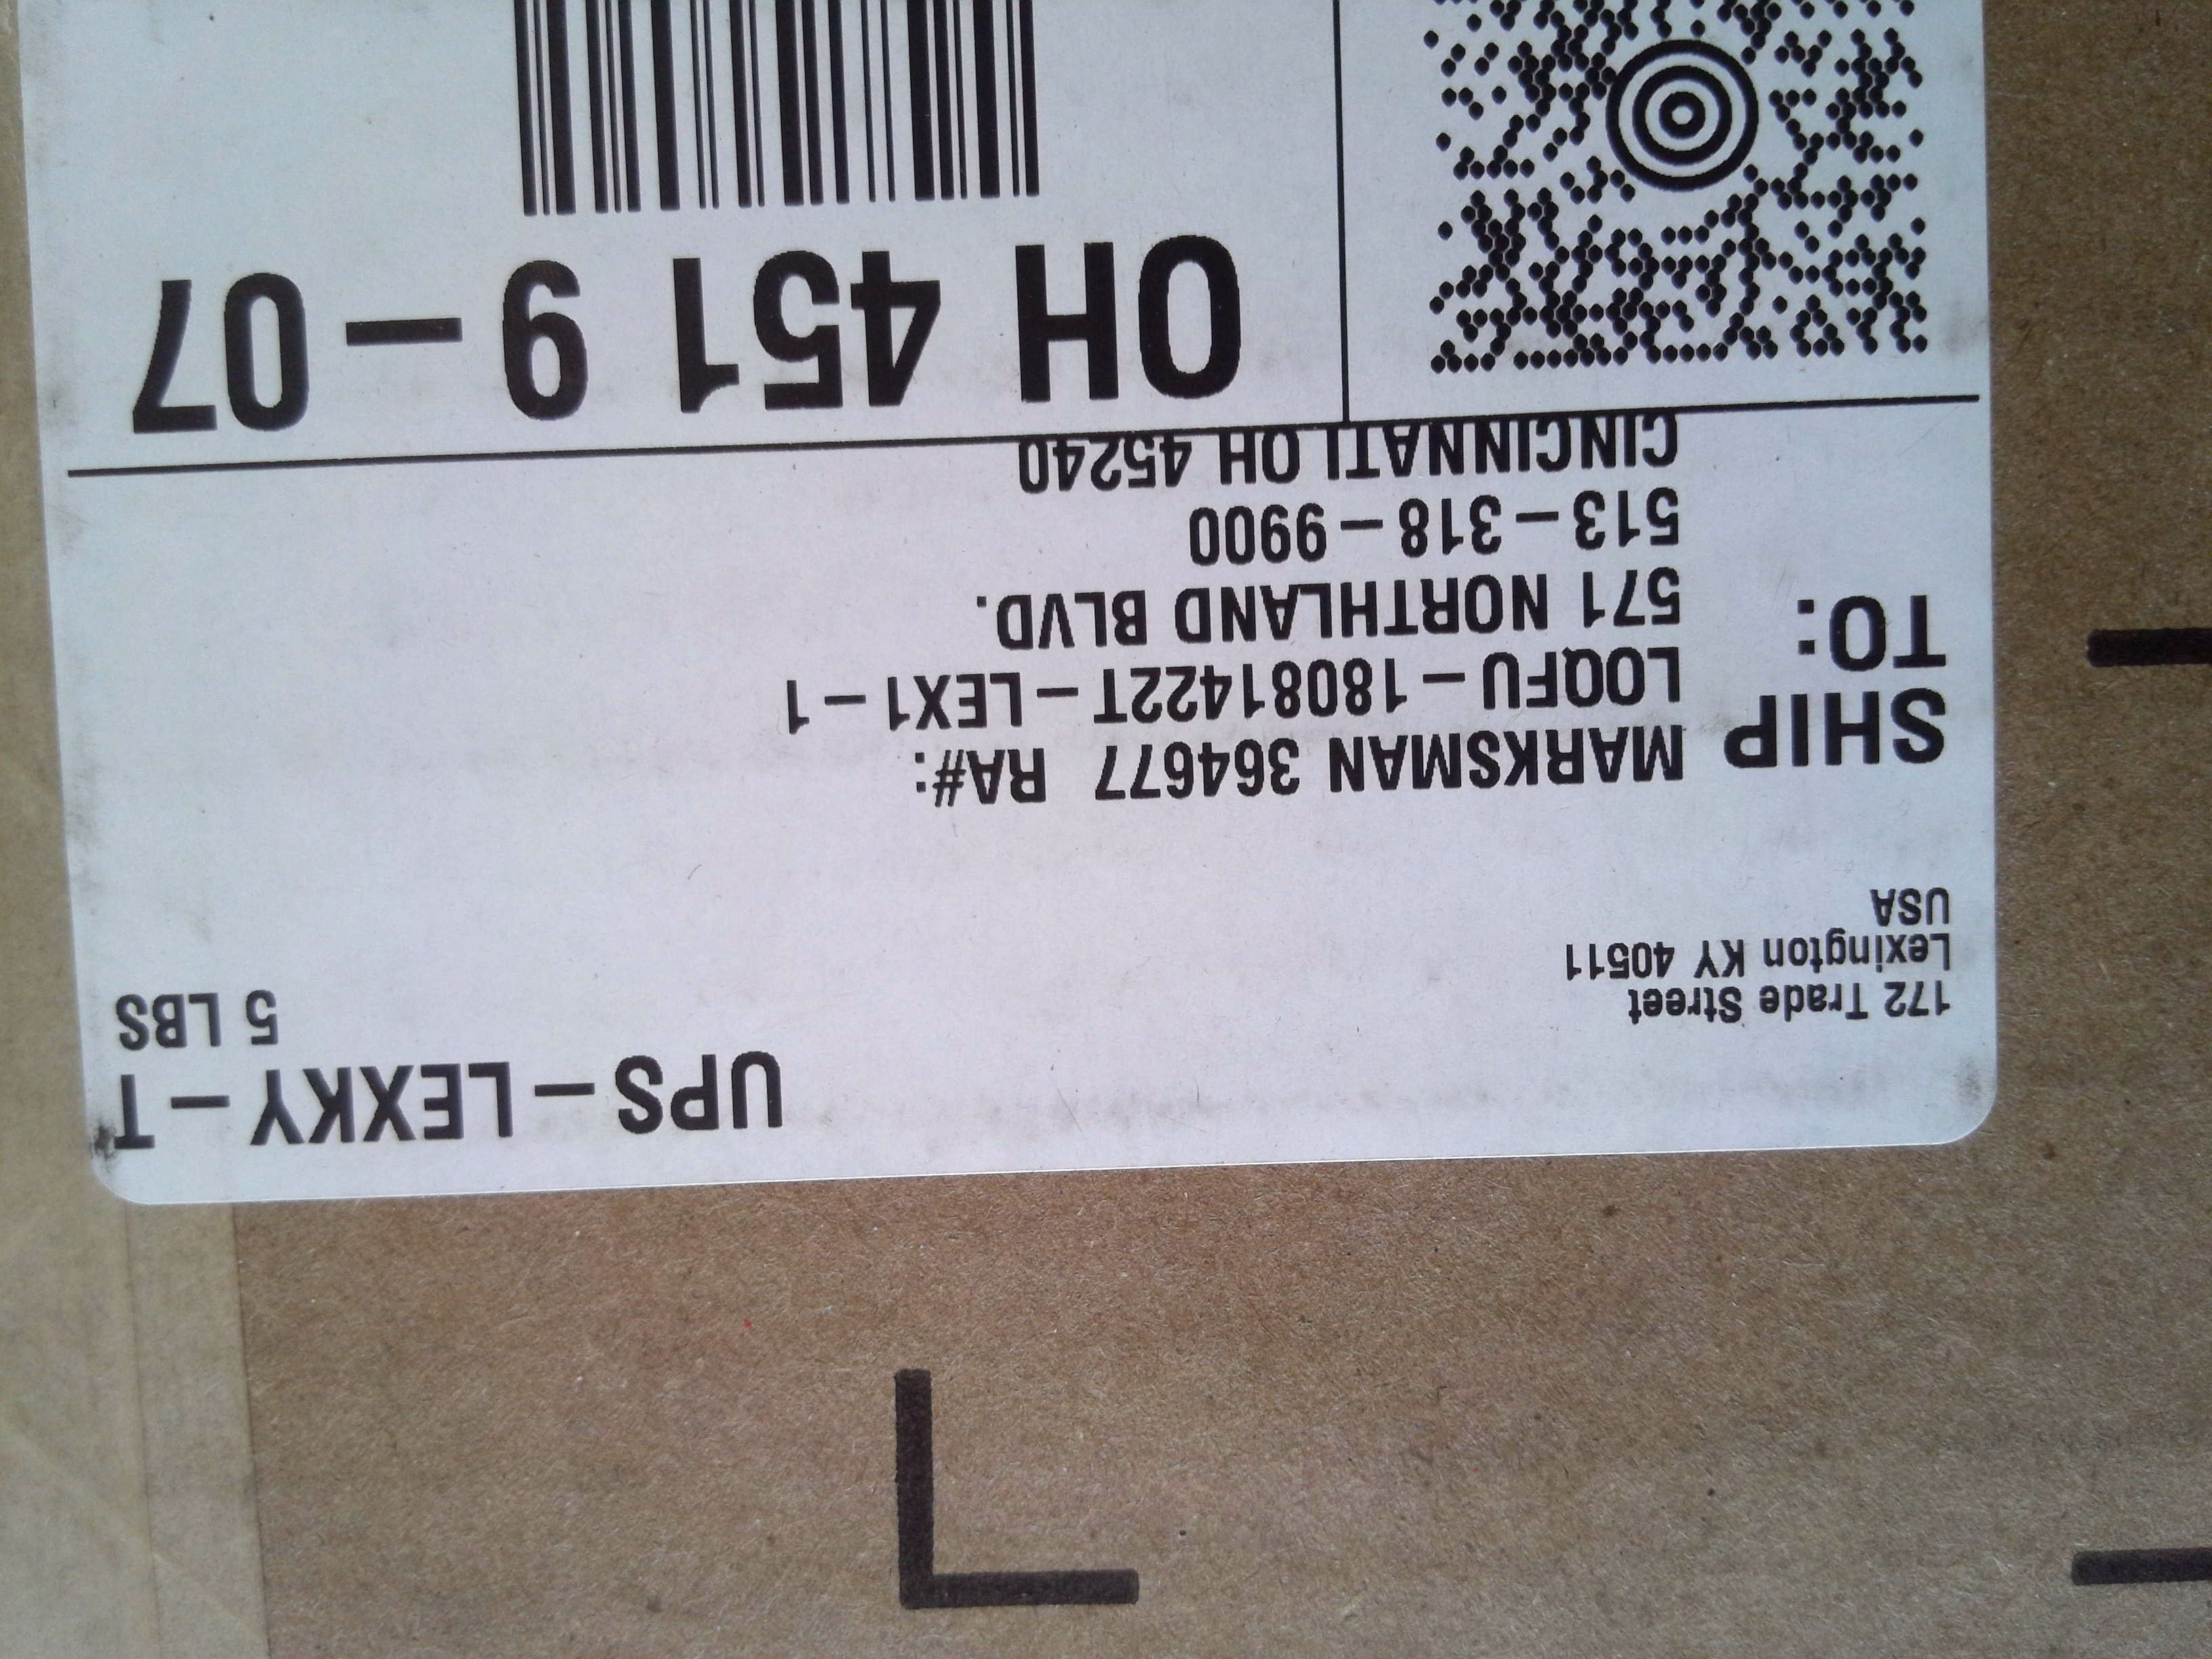 UPS-LEXKY-T
5 LBS
172 Trade Street
Lexington KY 40511
USA
SHIP
TO:
MARKSMAN 364677 RA#:
LOQFU-18081422T-LEX1-1
571 NORTHLAND BLVD.
513-318-9900
CINCINNATI OH 45240
OH 451 9-07
L